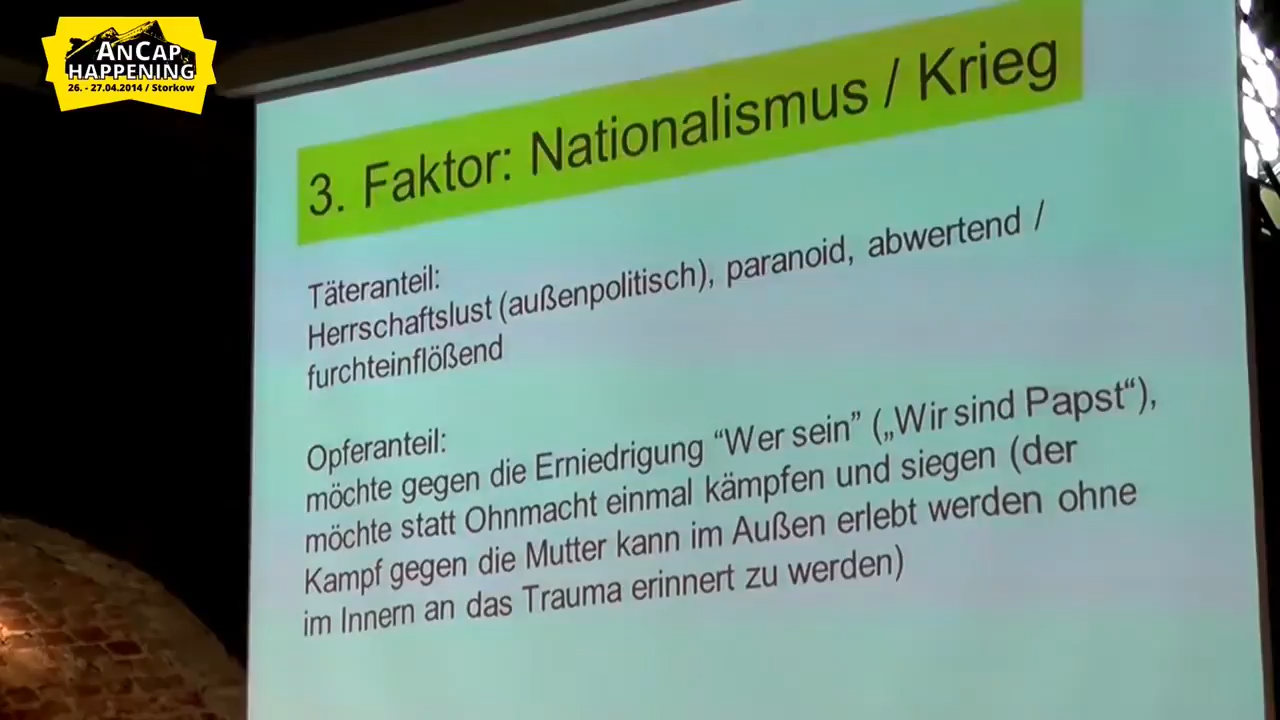 ANCAP
HAPPENING
26. - 27.04.2014 / Storkow
3. Faktor: Nationalismus / Krieg
Täteranteil:
Herrschaftslust (außenpolitisch), paranoid, abwertend /
furchteinflößend
Opferanteil:
möchte gegen die Erniedrigung “Wer sein” („Wir sind Papst“),
möchte statt Ohnmacht einmal kämpfen und siegen (der
Kampf gegen die Mutter kann im Außen erlebt werden ohne
im Innern an das Trauma erinnert zu werden)